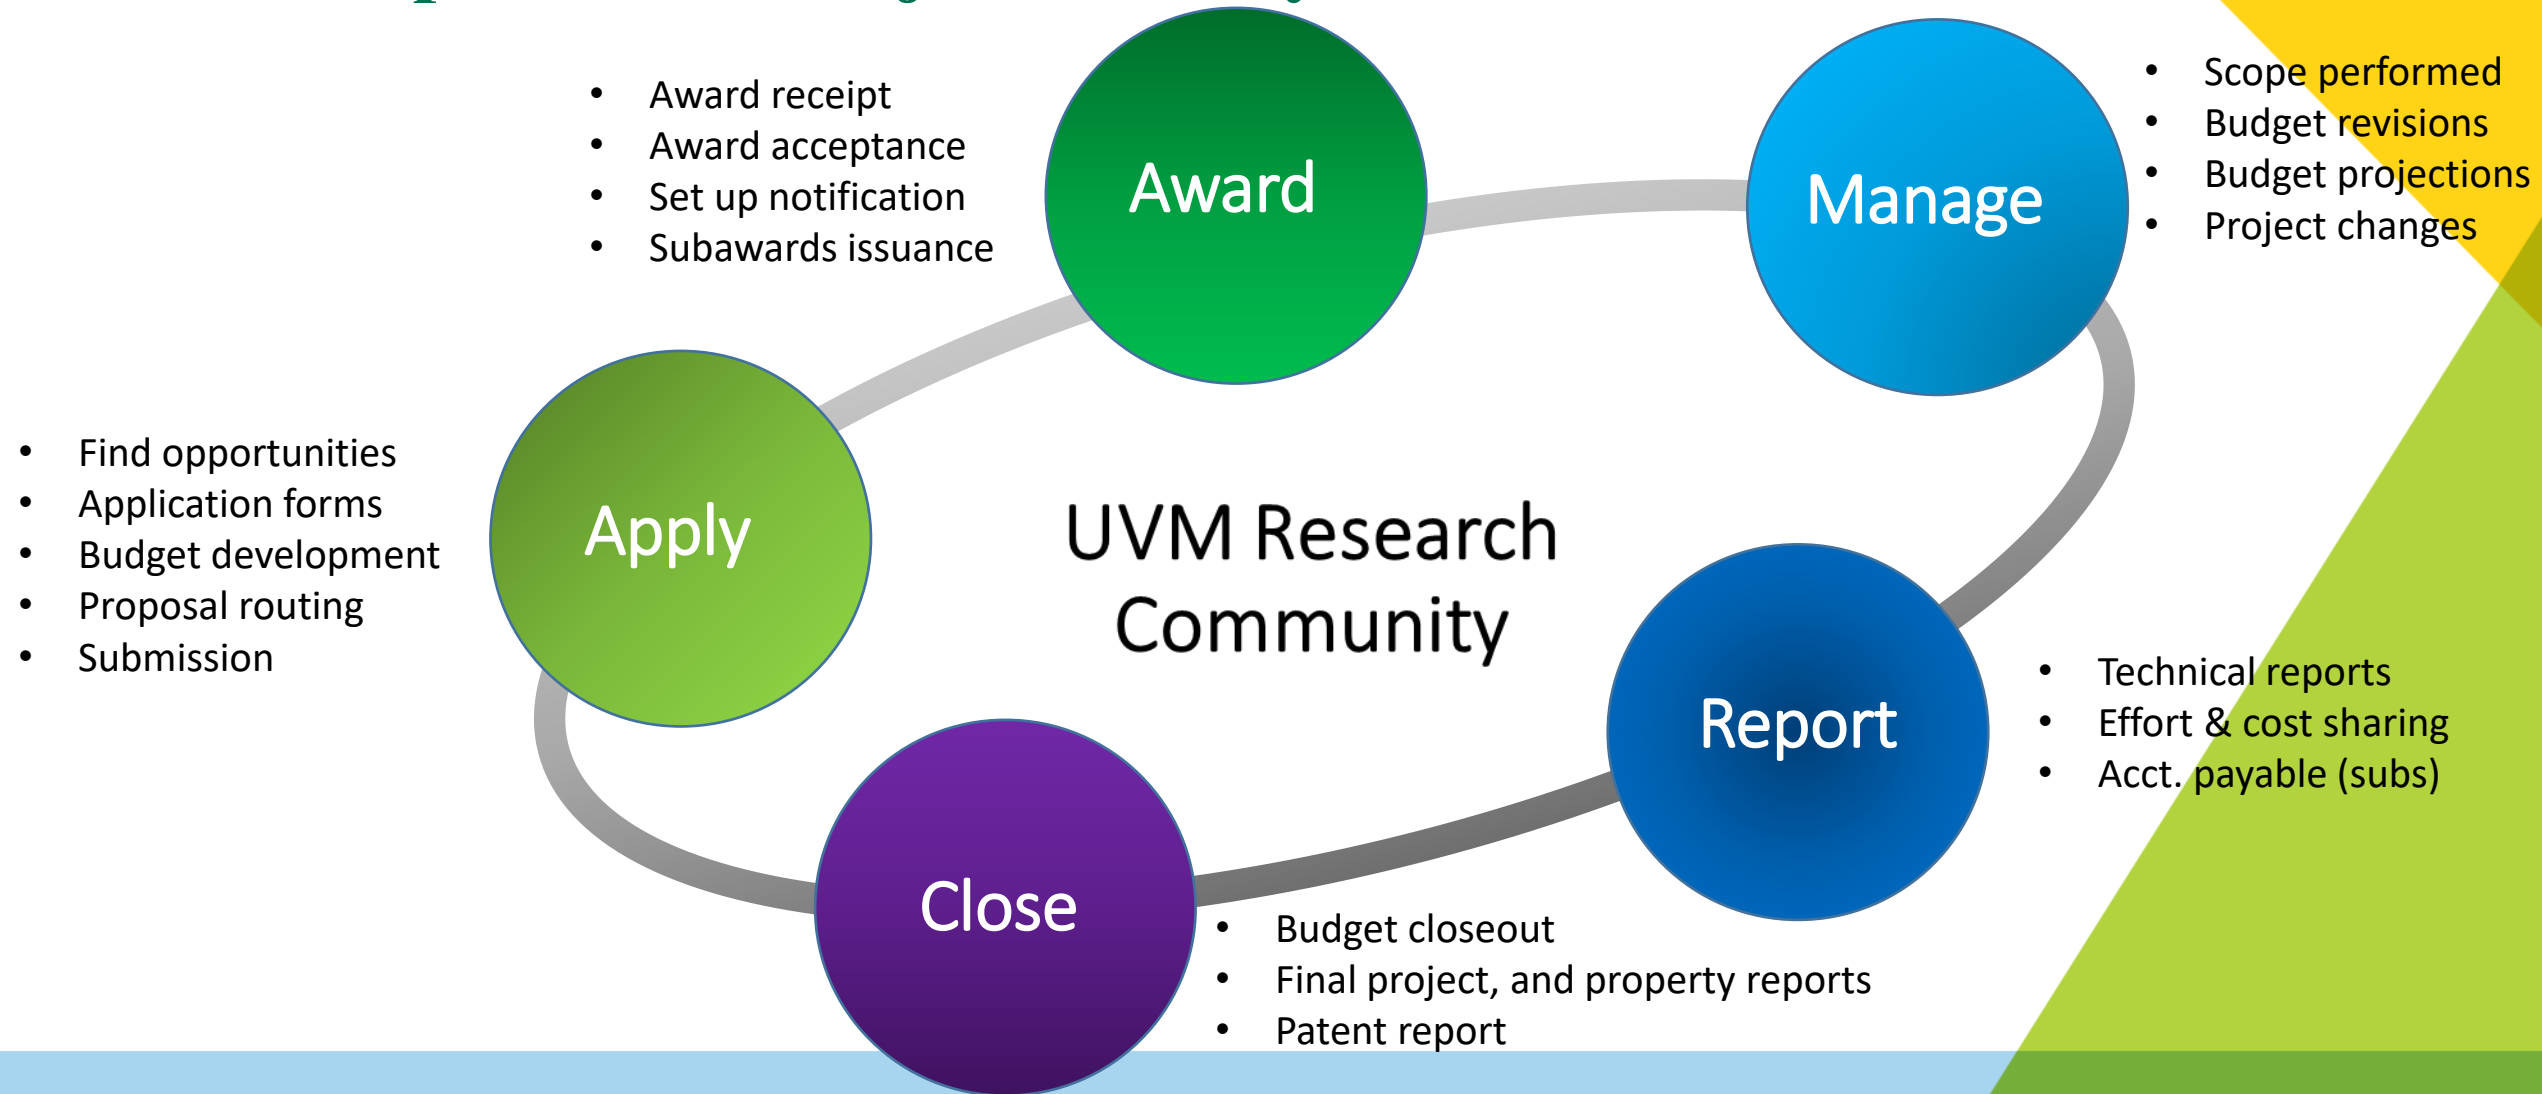 • Award receipt
• Award acceptance
• Set up notification
• Subawards issuance
Award
Manage
• Scope performed
• Budget revisions
• Budget projections
• Project changes
• Find opportunities
• Application forms
• Budget development
• Proposal routing
• Submission
Apply
UVM Research
Community
Report
• Technical reports
• Effort & cost sharing
• Acct. payable (subs)
Close
• Budget closeout
• Final project, and property reports
• Patent report